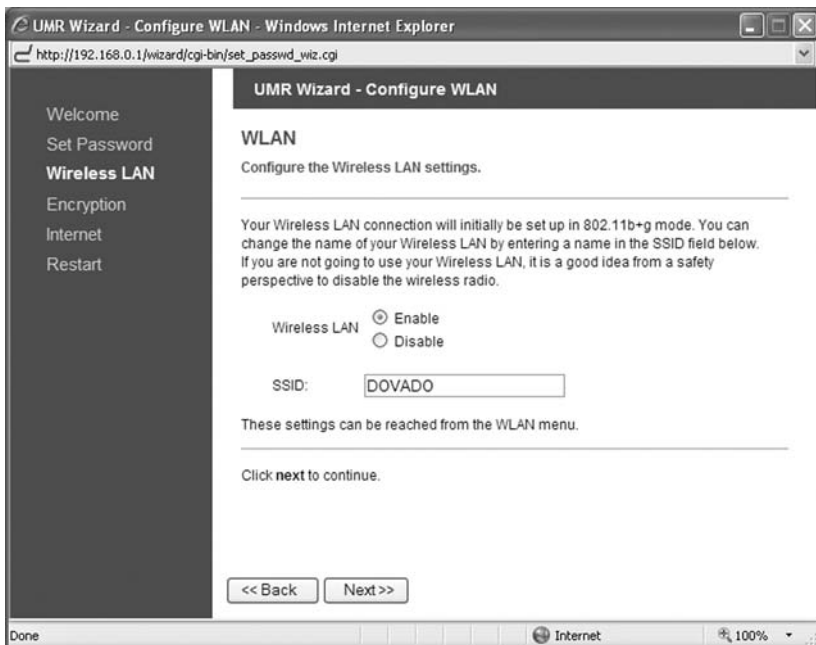 UMR Wizard - Configure WLAN - Windows Internet Explorer
http://192.168.0.1/wizard/cgi-bin/set_passwd_wiz.cgi
Welcome
Set Password
Wireless LAN
Encryption
Internet
Restart
UMR Wizard - Configure WLAN
WLAN
Configure the Wireless LAN settings.
Your Wireless LAN connection will initially be set up in 802.11b+g mode. You can
change the name of your Wireless LAN by entering a name in the SSID field below.
If you are not going to use your Wireless LAN, it is a good idea from a safety
perspective to disable the wireless radio.
Wireless LAN
Enable
Disable
SSID:
DOVADO
These settings can be reached from the WLAN menu.
Click next to continue.
<< Back
Next>>
Done
Internet
100%